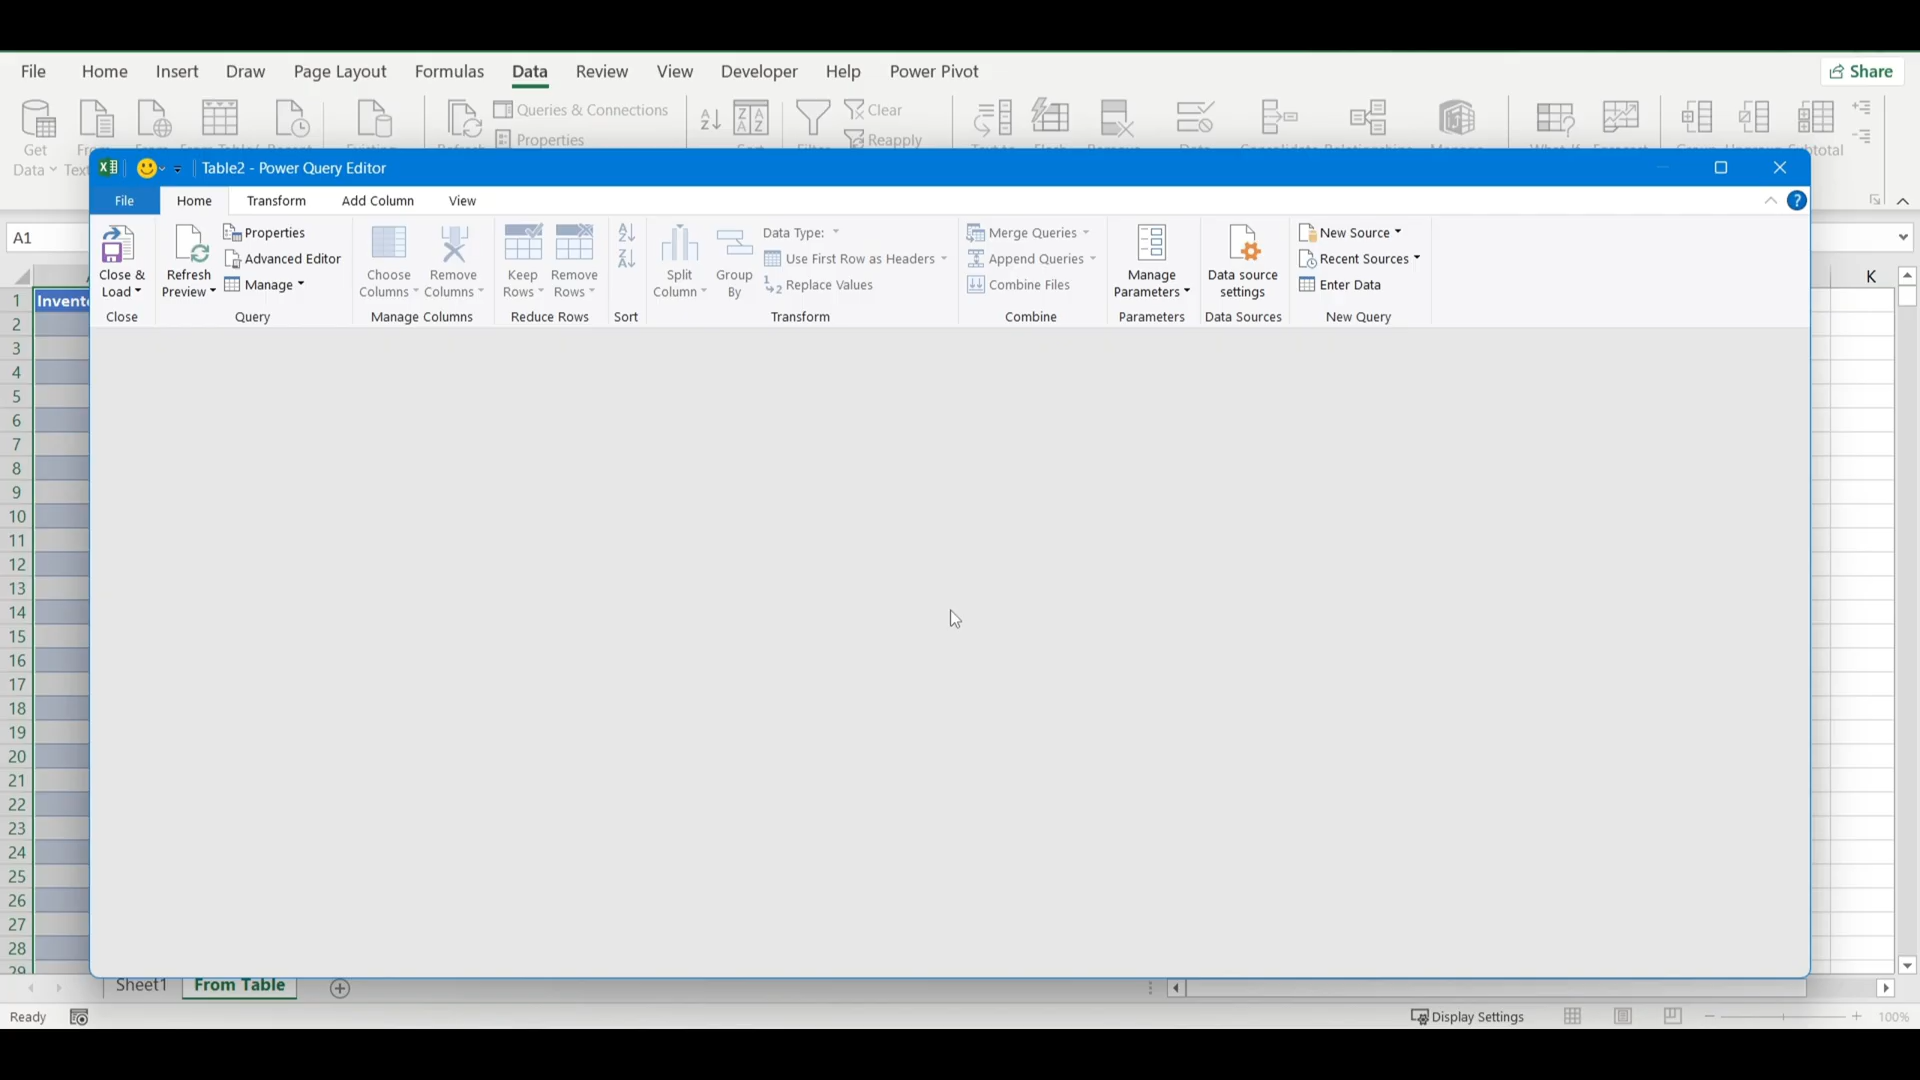 File Home Insert Draw Page Layout Formulas Data Review View Developer Help Power Pivot Share
Queries & Connections Clear
Get
Data
Properties Reapply
Table2 - Power Query Editor
File Home Transform Add Column View
A1
Close &
Load
Refresh
Preview
Properties
Advanced Editor
Manage
Choose
Columns
Remove
Columns
Keep
Rows
Remove
Rows
Split
Column
Group
By
Data Type:
Use First Row as Headers
Replace Values
Merge Queries
Append Queries
Combine Files
Manage
Parameters
Data source
settings
New Source
Recent Sources
Enter Data
Close Query Manage Columns Reduce Rows Sort Transform Combine Parameters Data Sources New Query
K
1
2
3
4
5
6
7
8
9
10
11
12
13
14
15
16
17
18
19
20
21
22
23
24
25
26
27
28
29
Sheet1 From Table
Ready Display Settings 100%